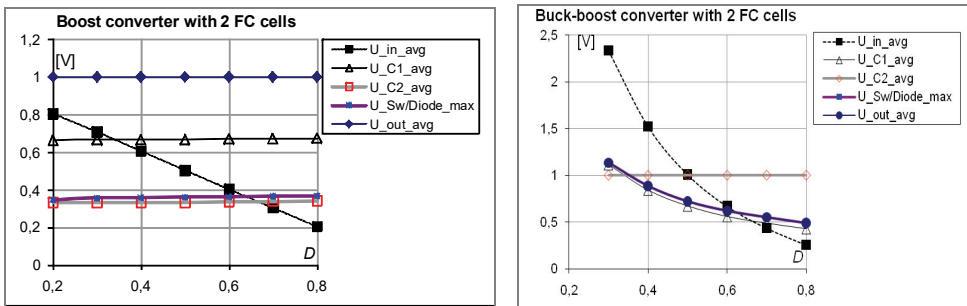 Boost converter with 2 FC cells
[V]
1,2
1
0,8
0,6
0,4
0,2
0
0,2
0,4
0,6
0,8
D
U_in_avg
U_C1_avg
U_C2_avg
U_Sw/Diode_max
U_out_avg
Buck-boost converter with 2 FC cells
[V]
2,5
2
1,5
1
0,5
0
0,2
0,4
0,6
0,8
D
U_in_avg
U_C1_avg
U_C2_avg
U_Sw/Diode_max
U_out_avg